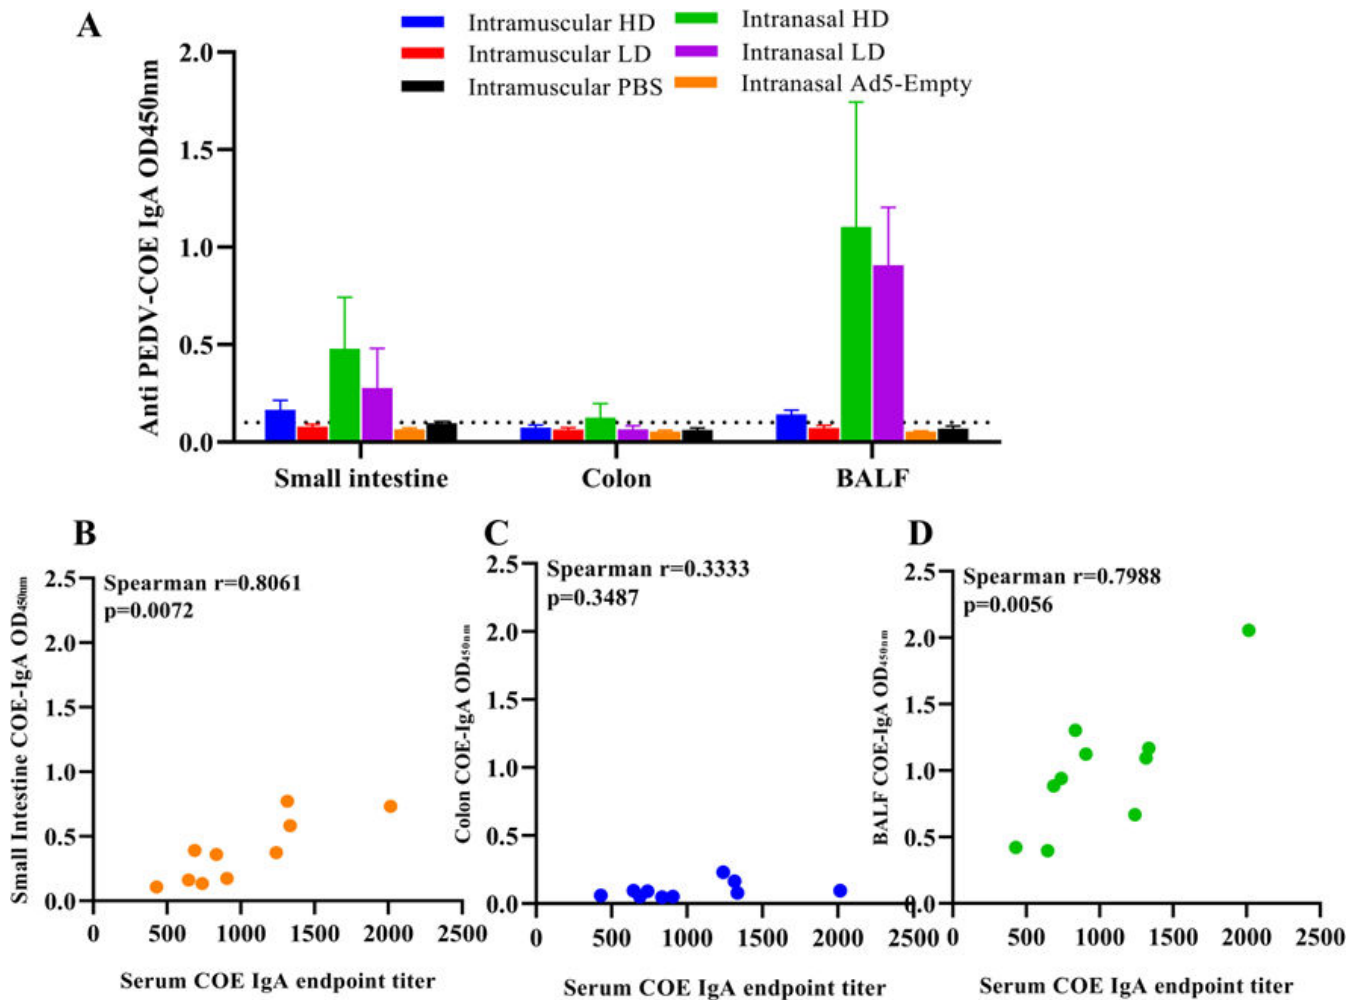 A
Intramuscular HD
Intranasal HD
Intramuscular LD
Intranasal LD
Intramuscular PBS
Intranasal Ad5-Empty
Anti PEDV-COE IgA OD450nm
2.0
1.5
1.0
0.5
0.0
Small intestine
Colon
BALF
B
Spearman r=0.8061
p=0.0072
Small Intestine COE-IgA OD450nm
2.5
2.0
1.5
1.0
0.5
0.0
0
500
1000
1500
2000
2500
Serum COE IgA endpoint titer
C
Spearman r=0.3333
p=0.3487
Colon COE-IgA OD450nm
2.5
2.0
1.5
1.0
0.5
0.0
0
500
1000
1500
2000
2500
Serum COE IgA endpoint titer
D
Spearman r=0.7988
p=0.0056
BALF COE-IgA OD450nm
2.5
2.0
1.5
1.0
0.5
0.0
0
500
1000
1500
2000
2500
Serum COE IgA endpoint titer